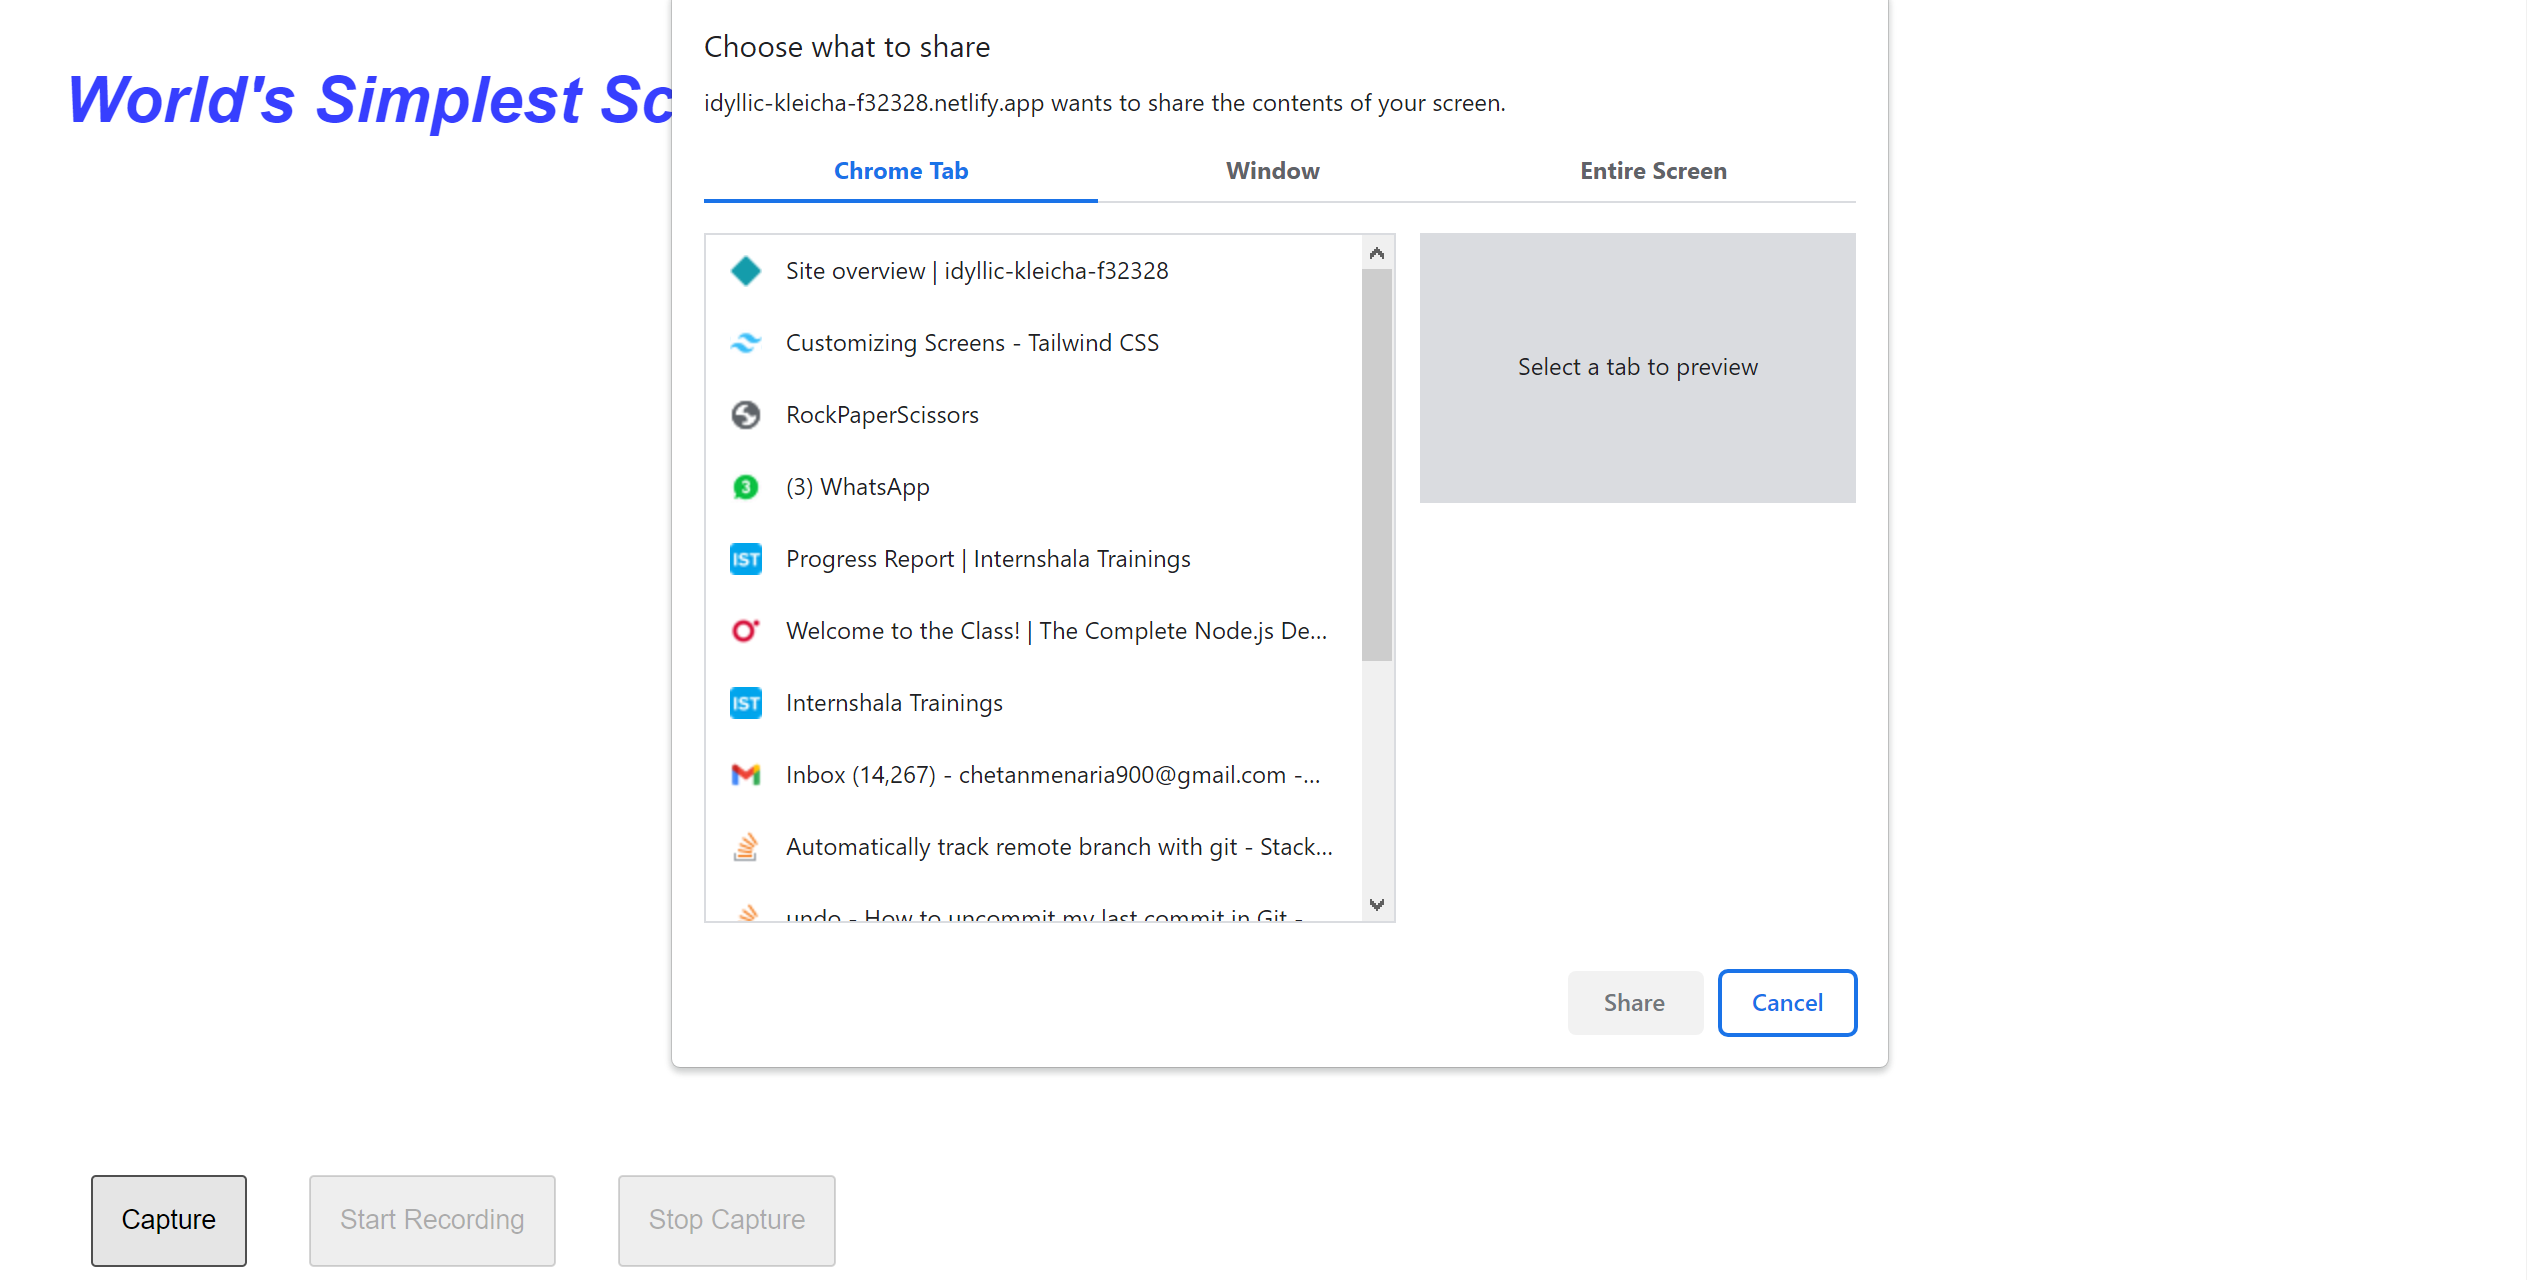 World's Simplest Sc
Choose what to share
idyllic-kleicha-f32328.netlify.app wants to share the contents of your screen.
Chrome Tab
Window
Entire Screen
Site overview | idyllic-kleicha-f32328
Customizing Screens - Tailwind CSS
RockPaperScissors
3
(3) WhatsApp
IST
Progress Report | Internshala Trainings
Welcome to the Class! | The Complete Node.js De...
IST
Internshala Trainings
Inbox (14,267) - chetanmenaria900@gmail.com -...
Automatically track remote branch with git - Stack...
undo - How to uncommit my last commit in Git -
Select a tab to preview
Share
Cancel
Capture
Start Recording
Stop Capture